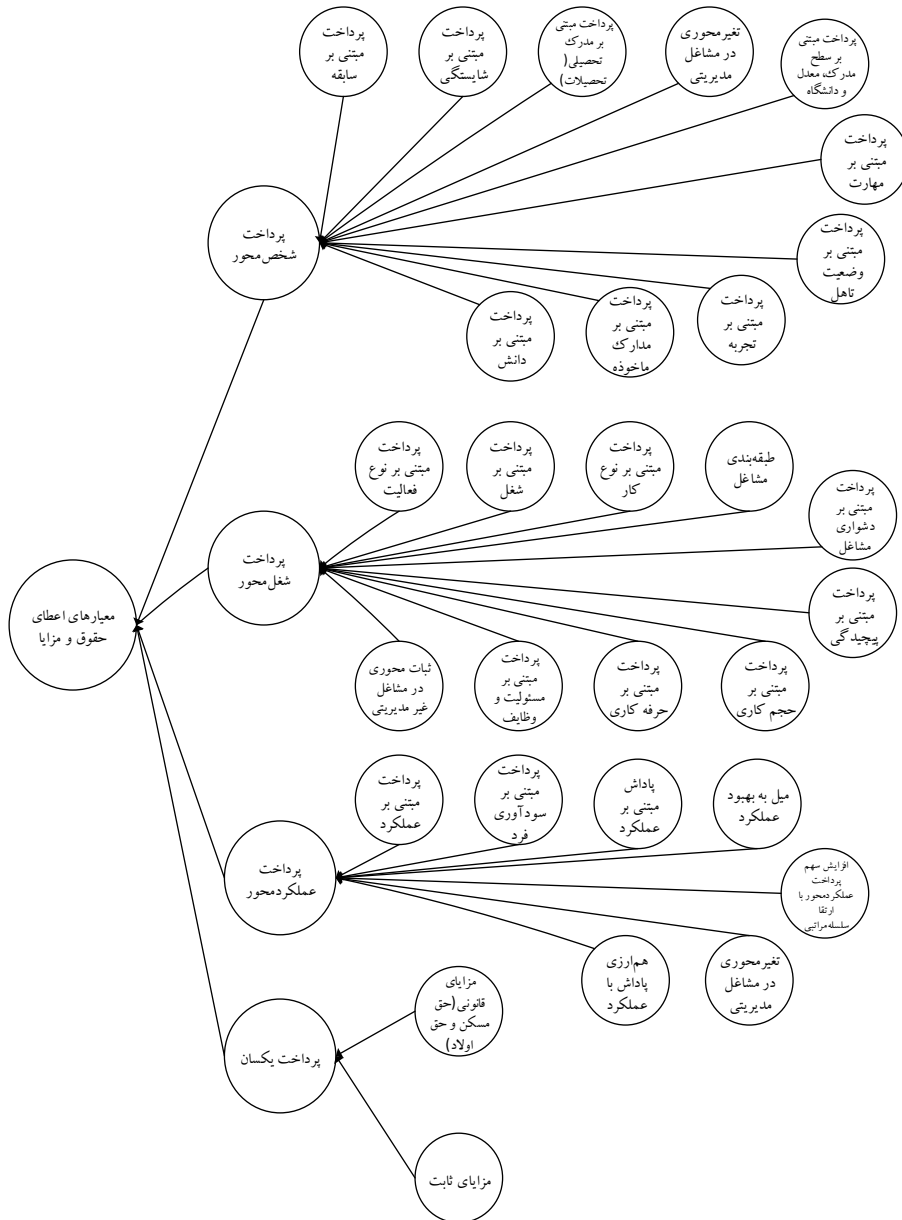 پرداخت
مبتنی بر
سابقه
پرداخت
مبتنی بر
شایستگی
پرداخت مبتنی
بر مدرک
تحصیلی(
تحصیلات)
تغیرمحوری
در مشاغل
مدیریتی
پرداخت مبتنی
بر سطح
مدرک، معدل
و دانشگاه
پرداخت
مبتنی بر
مهارت
پرداخت
مبتنی بر
وضعیت
تاهل
پرداخت
مبتنی بر
تجربه
پرداخت
مبتنی بر
مدارک
ماخوذه
پرداخت
مبتنی بر
دانش
پرداخت
شخص‌محور
پرداخت
مبتنی بر نوع
فعالیت
پرداخت
مبتنی بر
شغل
پرداخت
مبتنی بر نوع
کار
طبقه‌بندی
مشاغل
پرداخت
مبتنی بر
دشواری
مشاغل
پرداخت
مبتنی بر
پیچیدگی
پرداخت
مبتنی بر
حجم کاری
پرداخت
مبتنی بر
حرفه کاری
پرداخت
مبتنی بر
مسئولیت و
وظایف
ثبات محوری
در مشاغل
غیر مدیریتی
پرداخت
شغل‌محور
معیارهای اعطای
حقوق و مزایا
پرداخت
مبتنی بر
عملکرد
پرداخت
مبتنی بر
سودآوری
فرد
پاداش
مبتنی بر
عملکرد
میل به بهبود
عملکرد
افزایش سهم
پرداخت
عملکردمحور با
ارتقا
سلسله‌مراتبی
تغیرمحوری
در مشاغل
مدیریتی
هم‌ارزی
پاداش با
عملکرد
پرداخت
عملکردمحور
مزایای
قانونی(حق
مسکن و حق
اولاد)
پرداخت یکسان
مزایای ثابت